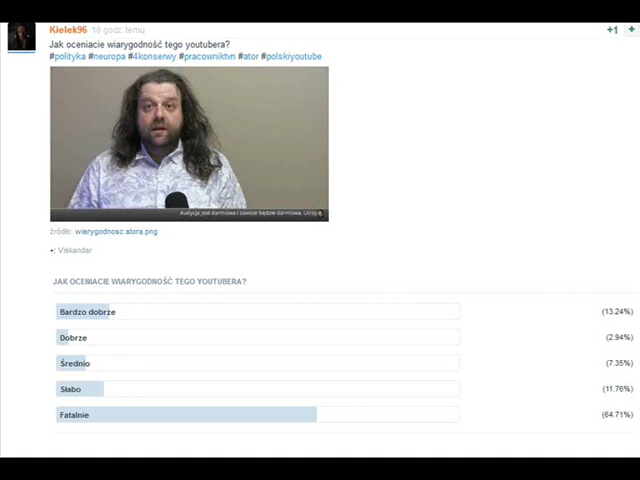 Kielek96 18 godz. temu +1 +
Jak oceniacie wiarygodność tego youtubera?
#polityka #neuropa #4konserwy #pracowniktvn #ator #polskiyoutube
Audycja jest darmowa i zawsze będzie darmowa.
źródło: wiarygodnosc atora.png
+: Viskandar
JAK OCENIACIE WIARYGODNOŚĆ TEGO YOUTUBERA?
Bardzo dobrze (13.24%)
Dobrze (2.94%)
Średnio (7.35%)
Słabo (11.76%)
Fatalnie (64.71%)